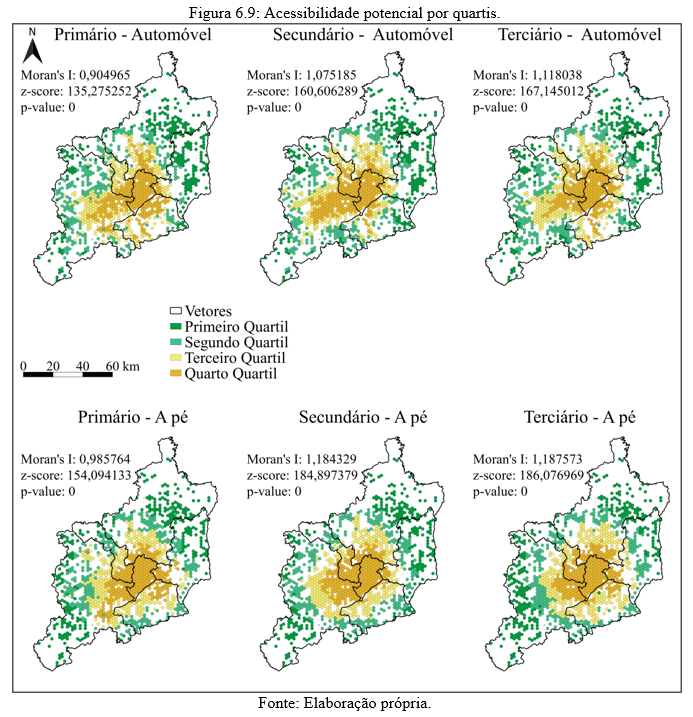 Figura 6.9: Acessibilidade potencial por quartis.
N
Primário - Automóvel
Moran's I: 0,904965
z-score: 135,275252
p-value: 0
Secundário - Automóvel
Moran's I: 1,075185
z-score: 160,606289
p-value: 0
Terciário - Automóvel
Moran's I: 1,118038
z-score: 167,145012
p-value: 0
Vetores
Primeiro Quartil
Segundo Quartil
Terceiro Quartil
Quarto Quartil
0 20 40 60 km
Primário - A pé
Moran's I: 0,985764
z-score: 154,094133
p-value: 0
Secundário - A pé
Moran's I: 1,184329
z-score: 184,897379
p-value: 0
Terciário - A pé
Moran's I: 1,187573
z-score: 186,076969
p-value: 0
Fonte: Elaboração própria.